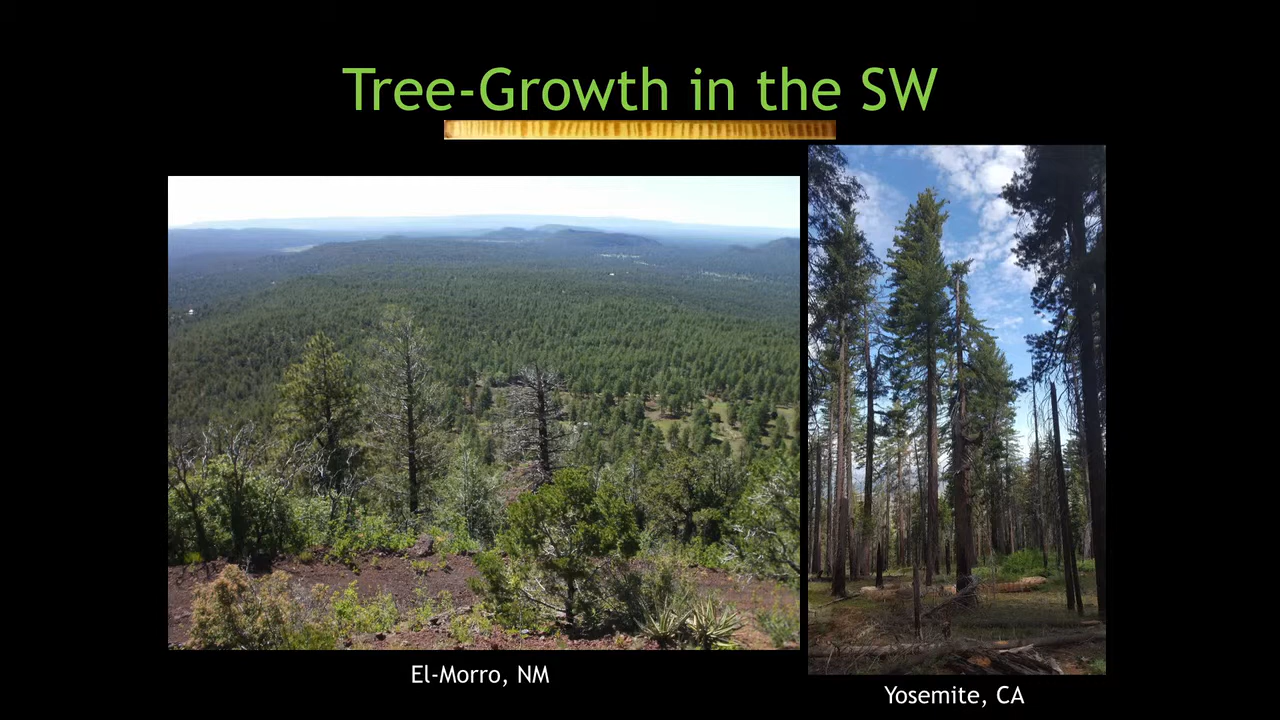 Tree-Growth in the SW
El-Morro, NM
Yosemite, CA